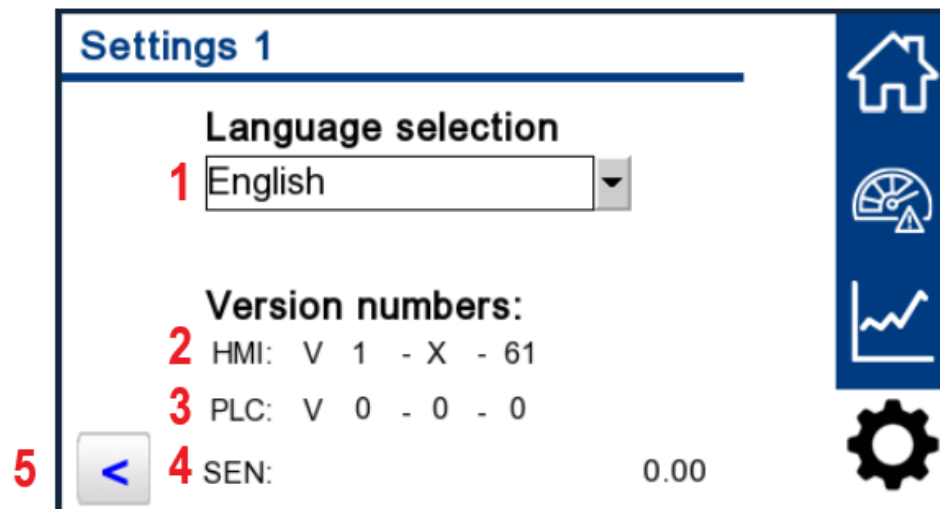 Settings 1
Language selection
1 English
Version numbers:
2 HMI: V 1 - X - 61
3 PLC: V 0 - 0 - 0
5 < 4 SEN: 0.00